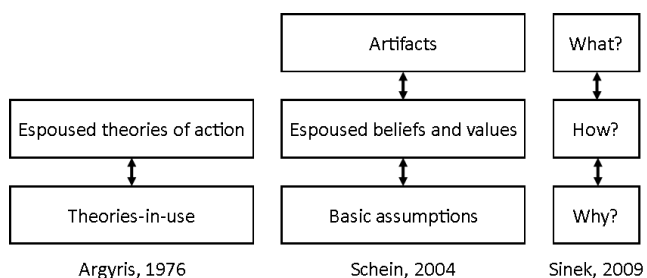 Artifacts
What?
Espoused theories of action
Espoused beliefs and values
How?
Theories-in-use
Basic assumptions
Why?
Argyris, 1976
Schein, 2004
Sinek, 2009